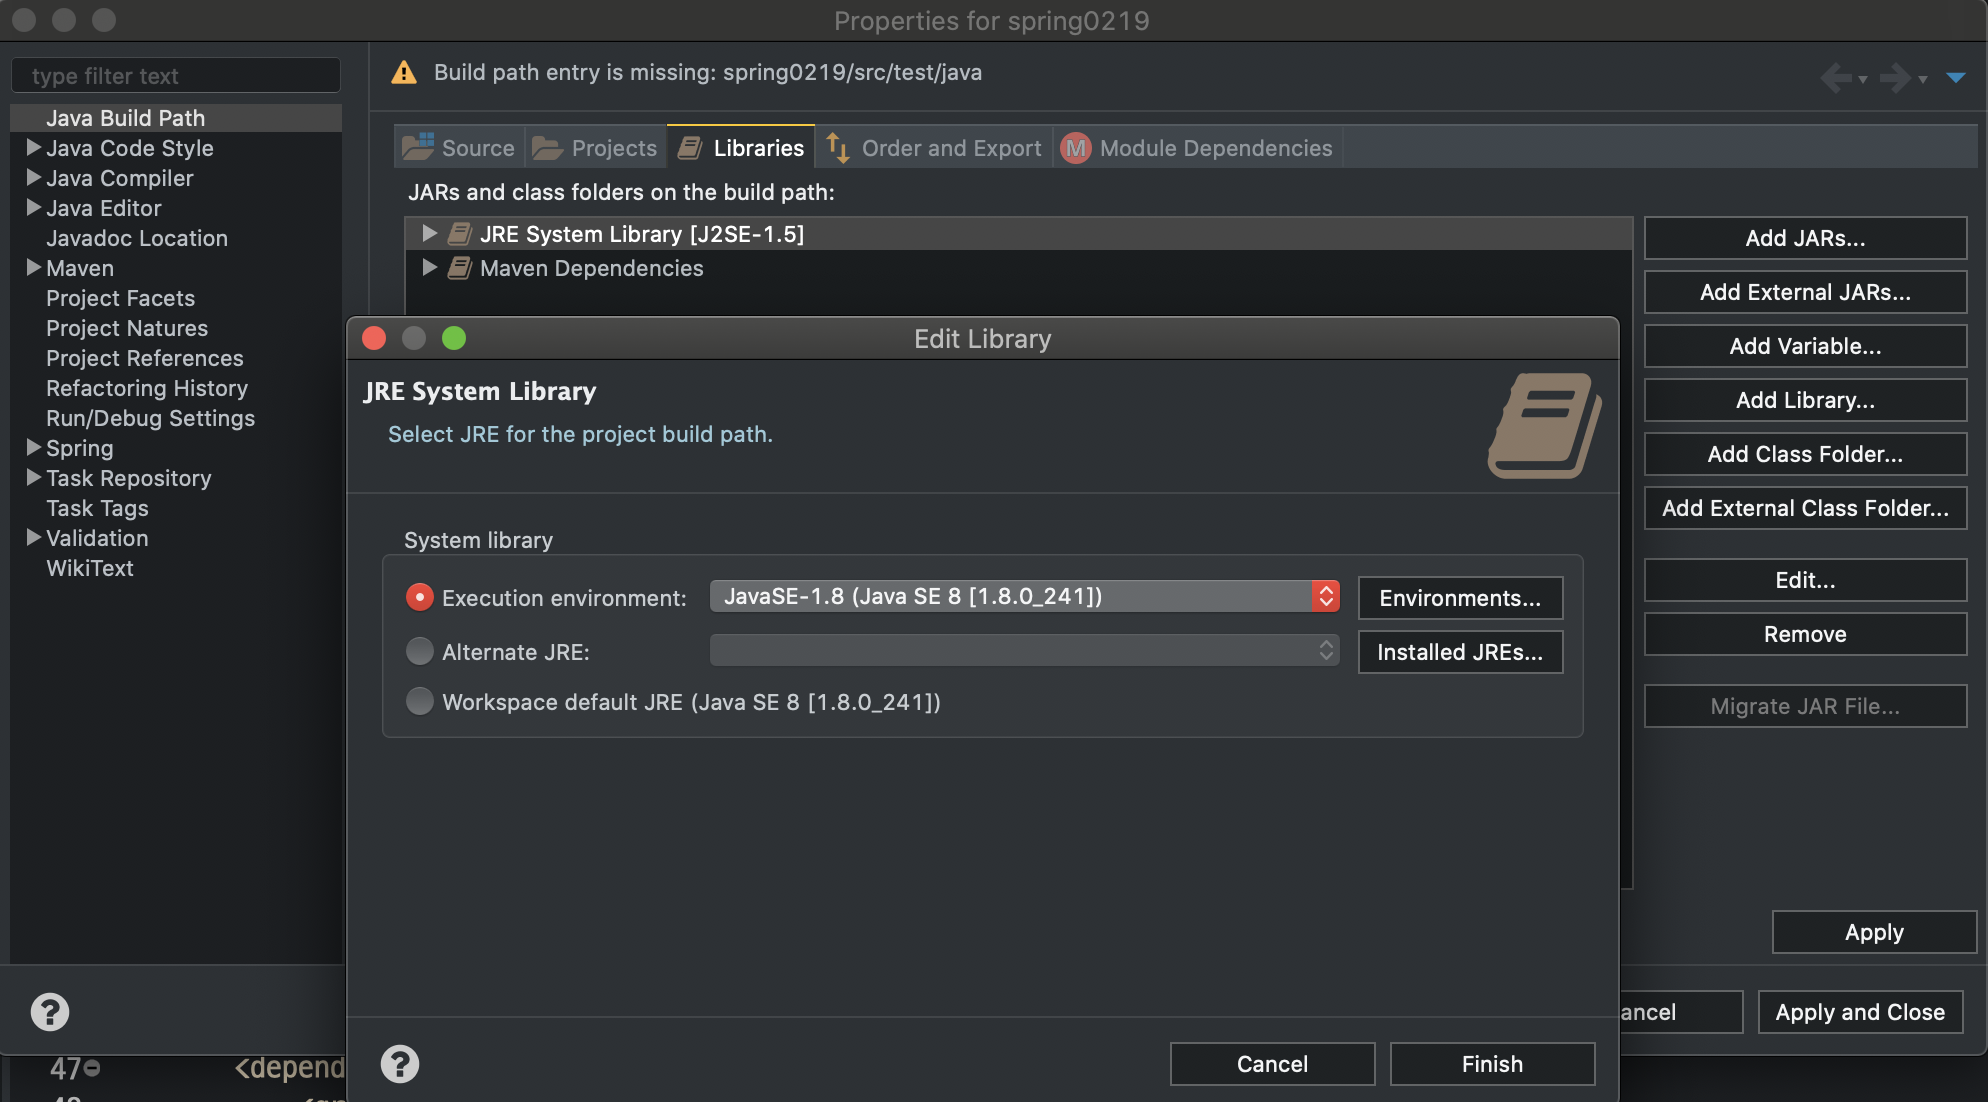 Properties for spring0219
type filter text
Build path entry is missing: spring0219/src/test/java
Java Build Path
Java Code Style
Java Compiler
Java Editor
Javadoc Location
Maven
Project Facets
Project Natures
Project References
Refactoring History
Run/Debug Settings
Spring
Task Repository
Task Tags
Validation
WikiText
Source Projects Libraries Order and Export M Module Dependencies
JARs and class folders on the build path:
JRE System Library [J2SE-1.5]
Maven Dependencies
Add JARs...
Add External JARs...
Add Variable...
Add Library...
Add Class Folder...
Add External Class Folder...
Edit...
Remove
Migrate JAR File...
Apply
Edit Library
JRE System Library
Select JRE for the project build path.
System library
Execution environment: JavaSE-1.8 (Java SE 8 [1.8.0_241]) Environments...
Alternate JRE: Installed JREs...
Workspace default JRE (Java SE 8 [1.8.0_241])
? Cancel Finish
? ancel Apply and Close
47 <depend